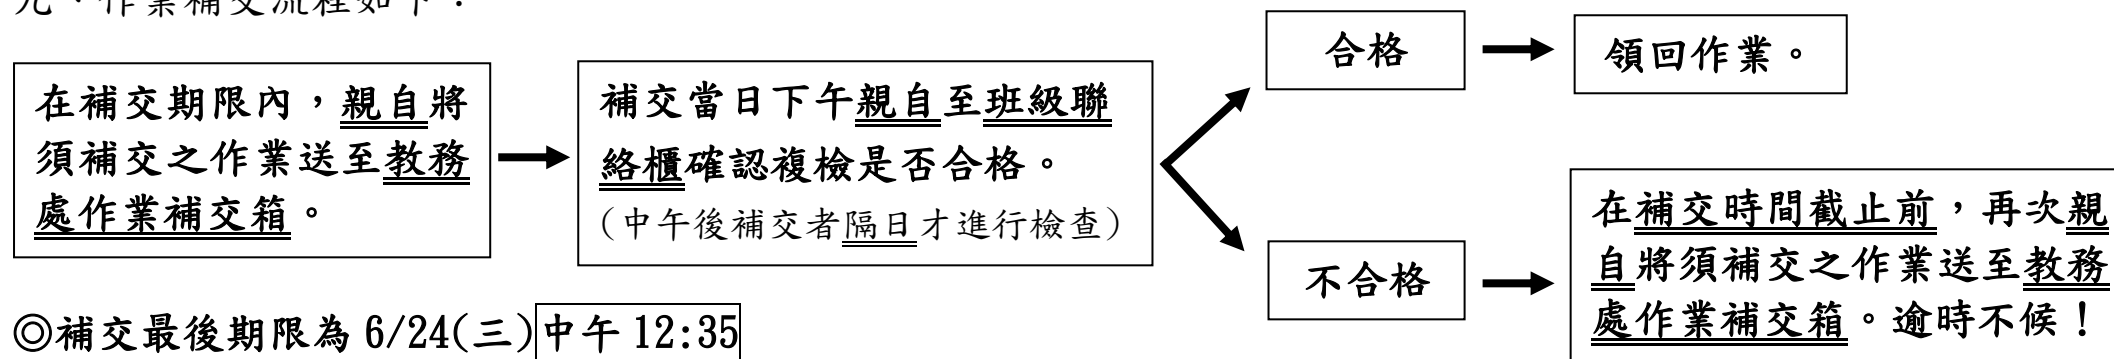 作業補交流程如下：
在補交期限內，親自將
須補交之作業送至教務
處作業補交箱。
補交當日下午親自至班級聯
絡櫃確認複檢是否合格。
(中午後補交者隔日才進行檢查)
合格
領回作業。
不合格
在補交時間截止前，再次親
自將須補交之作業送至教務
處作業補交箱。逾時不候！
◎補交最後期限為 6/24(三)中午 12:35